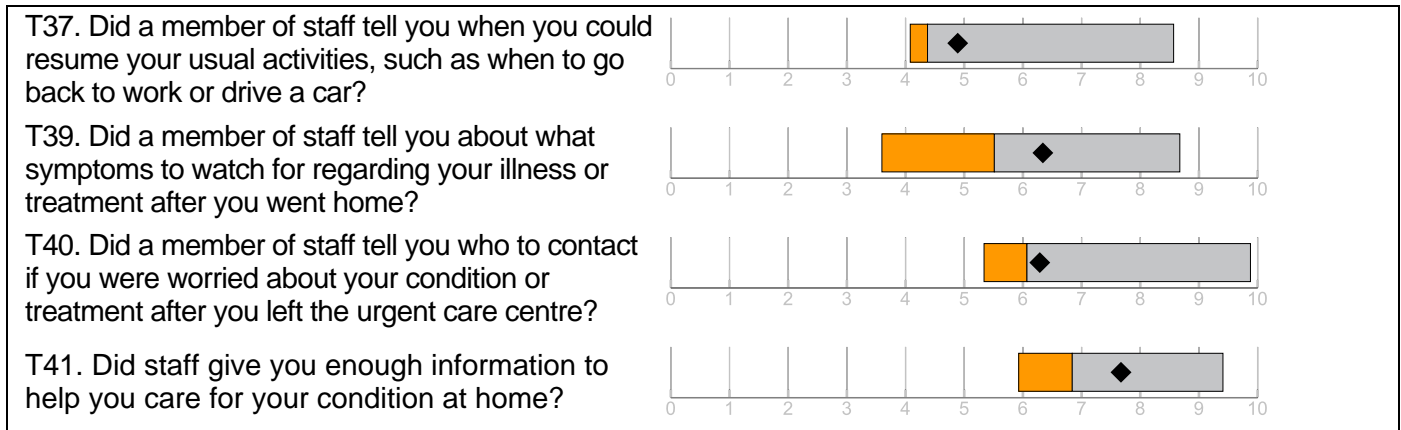 T37. Did a member of staff tell you when you could
resume your usual activities, such as when to go
back to work or drive a car?
0 1 2 3 4 5 6 7 8 9 10
T39. Did a member of staff tell you about what
symptoms to watch for regarding your illness or
treatment after you went home?
0 1 2 3 4 5 6 7 8 9 10
T40. Did a member of staff tell you who to contact
if you were worried about your condition or
treatment after you left the urgent care centre?
0 1 2 3 4 5 6 7 8 9 10
T41. Did staff give you enough information to
help you care for your condition at home?
0 1 2 3 4 5 6 7 8 9 10